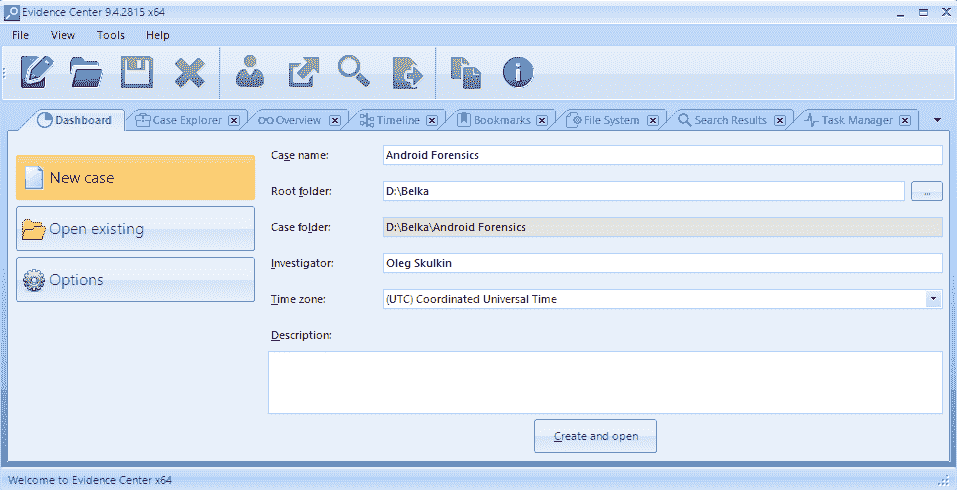 Evidence Center 9.4.2815 x64
File View Tools Help
Dashboard Case Explorer Overview Timeline Bookmarks File System Search Results Task Manager
New case
Open existing
Options
Case name: Android Forensics
Root folder: D:\Belka ...
Case folder: D:\Belka\Android Forensics
Investigator: Oleg Skulkin
Time zone: (UTC) Coordinated Universal Time
Description:
Create and open
Welcome to Evidence Center x64